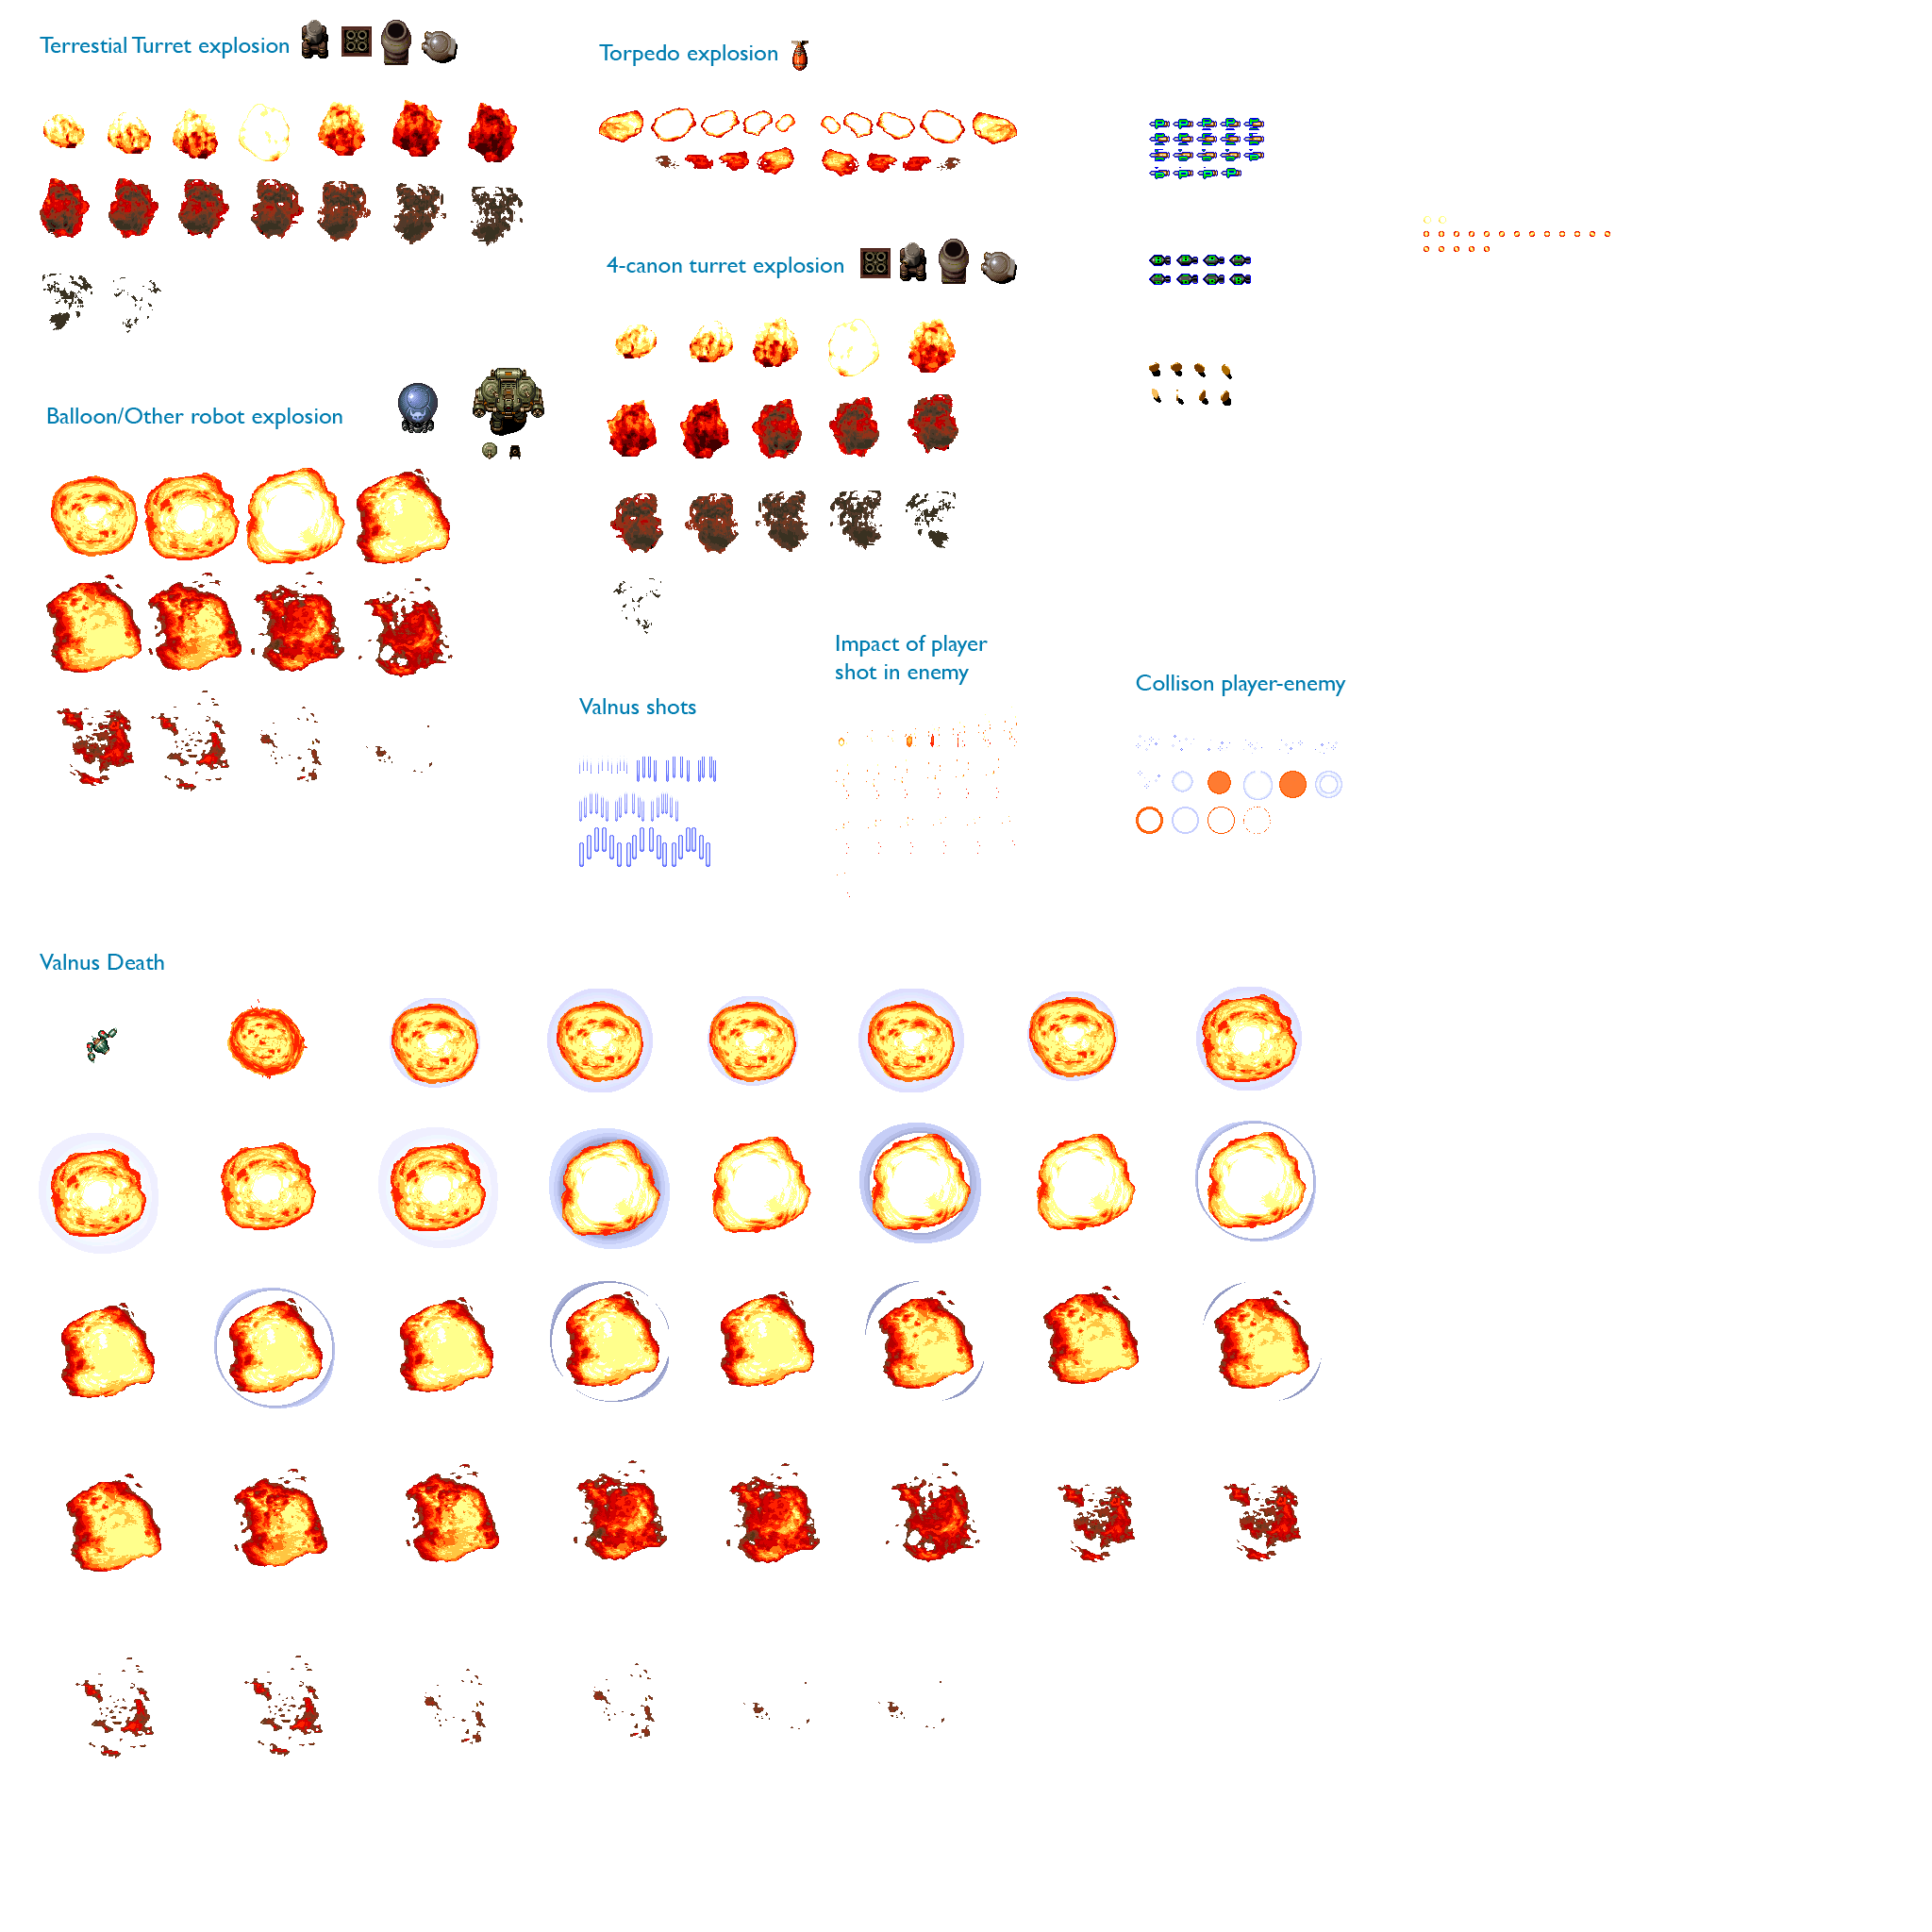 Terrestial Turret explosion
Torpedo explosion
4-canon turret explosion
Balloon/Other robot explosion
Impact of player
shot in enemy
Collison player-enemy
Valnus shots
Valnus Death